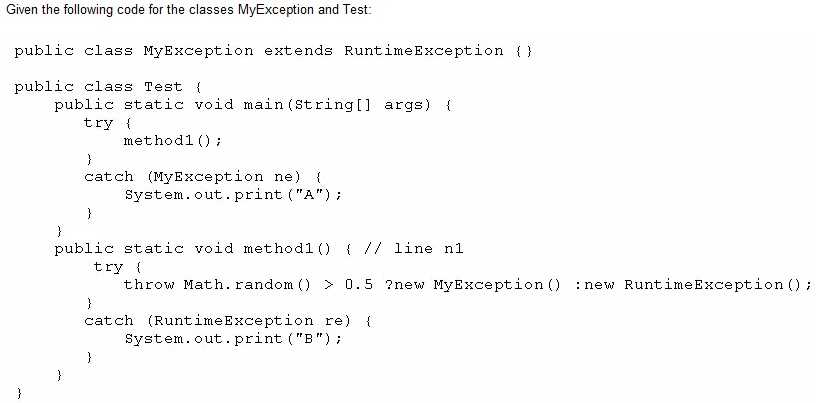 Given the following code for the classes MyException and Test:
public class MyException extends RuntimeException {}
public class Test {
public static void main(String[] args) {
try {
method1();
}
catch (MyException ne) {
System.out.print("A");
}
}
public static void method1() { // line n1
try {
throw Math.random() > 0.5 ?new MyException() :new RuntimeException();
}
catch (RuntimeException re) {
System.out.print("B");
}
}
}